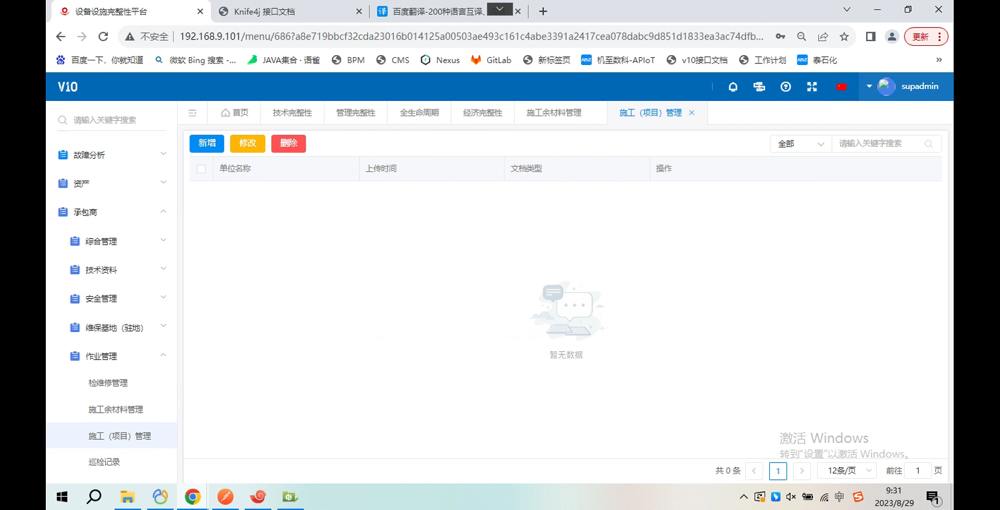 设备设施完整性平台
Knife4j 接口文档
百度翻译-200种语言互译、
不安全
192.168.9.101/menu/686?a8e719bbcf32cda23016b014125a00503ae493c161c4abe3391a2417cea078dabc9d851d1833ea3ac74dfb...
更新
百度一下，你就知道
微软 Bing 搜索 -...
JAVA集合 · 语雀
BPM
CMS
Nexus
GitLab
新标签页
机至数科-APIoT
v10接口文档
工作计划
泰石化
»
V10
supadmin
请输入关键字搜索
首页
技术完整性
管理完整性
全生命周期
经济完整性
施工余材料管理
施工（项目）管理
新增
修改
删除
全部
请输入关键字搜索
单位名称
上传时间
文档类型
操作
故障分析
资产
承包商
综合管理
技术资料
安全管理
维保基地（驻地）
作业管理
检维修管理
施工余材料管理
施工（项目）管理
巡检记录
暂无数据
激活 Windows
转到“设置”以激活 Windows。
共 0 条
1
12条/页
前往
1
页
中
9:31
2023/8/29
1